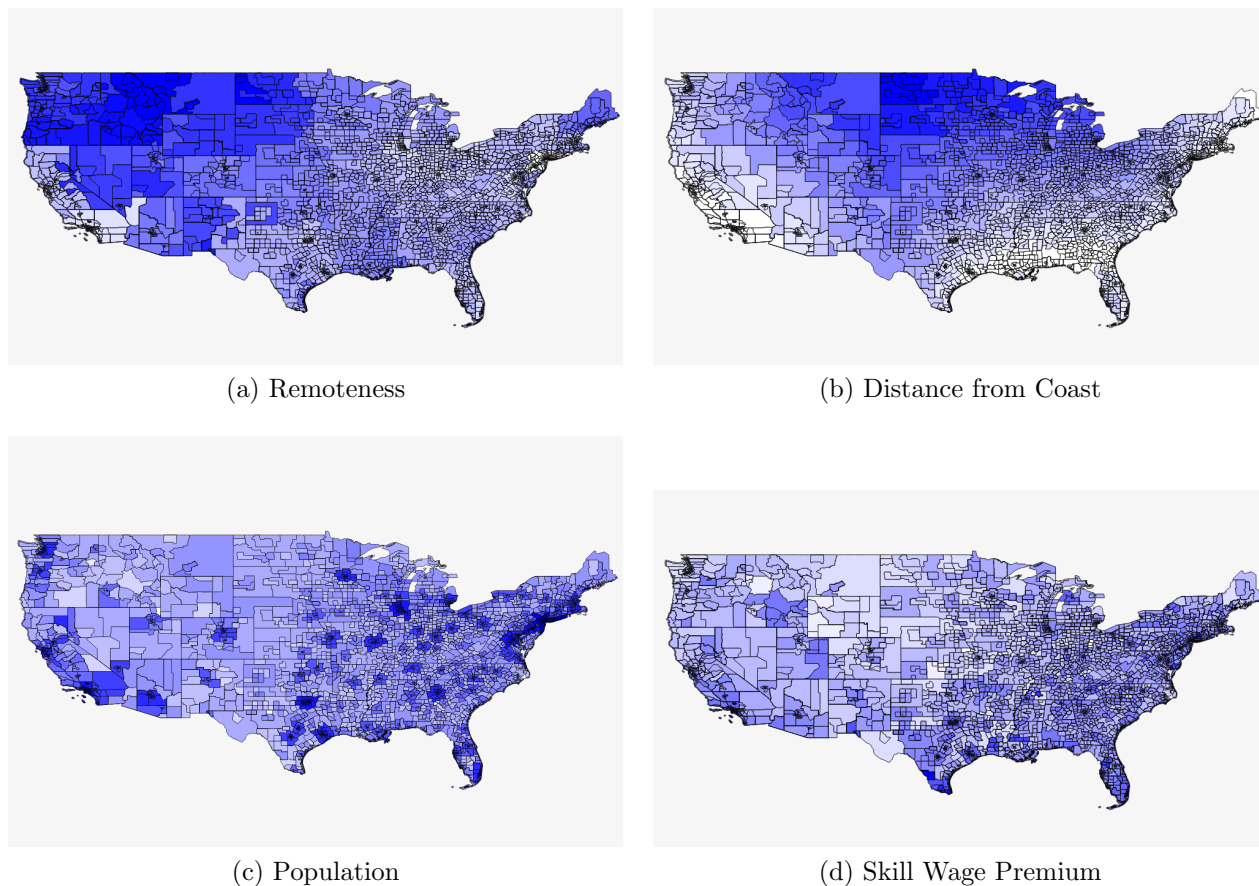 (a) Remoteness
(b) Distance from Coast
(c) Population
(d) Skill Wage Premium